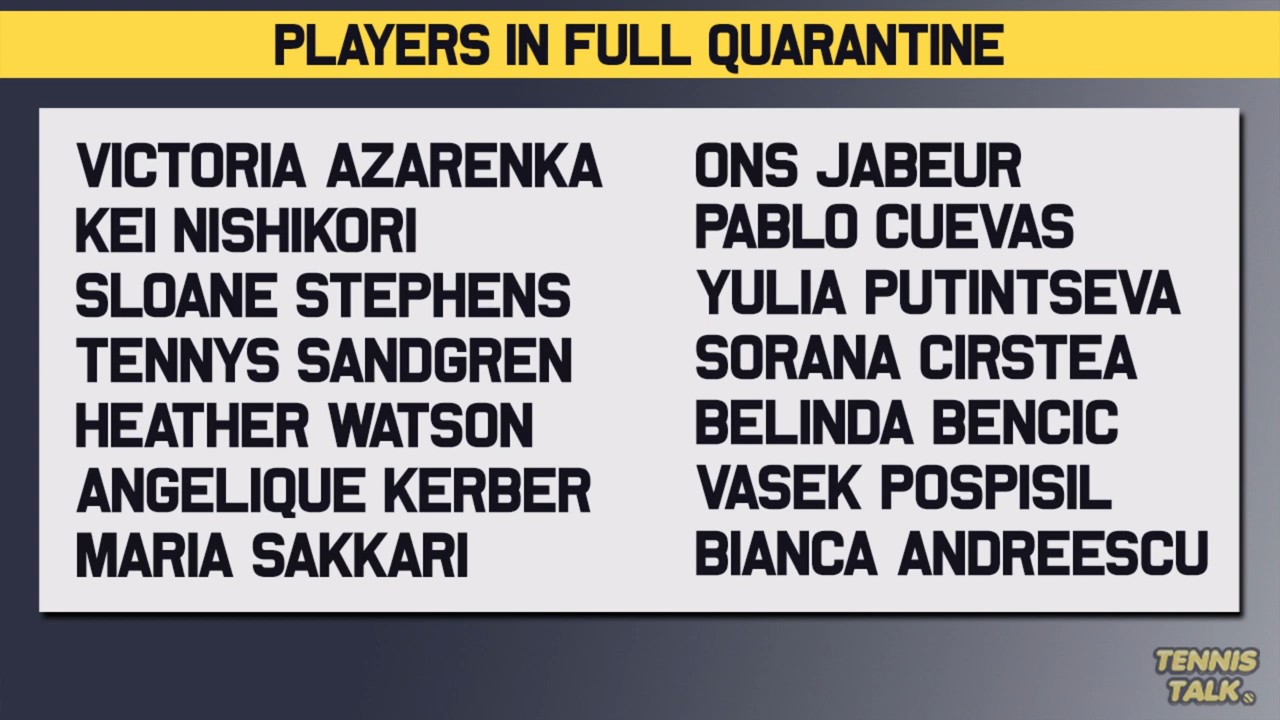 PLAYERS IN FULL QUARANTINE
VICTORIA AZARENKA
KEI NISHIKORI
SLOANE STEPHENS
TENNYS SANDGREN
HEATHER WATSON
ANGELIQUE KERBER
MARIA SAKKARI
ONS JABEUR
PABLO CUEVAS
YULIA PUTINTSEVA
SORANA CIRSTEA
BELINDA BENCIC
VASEK POSPISIL
BIANCA ANDREESCU
TENNIS
TALK